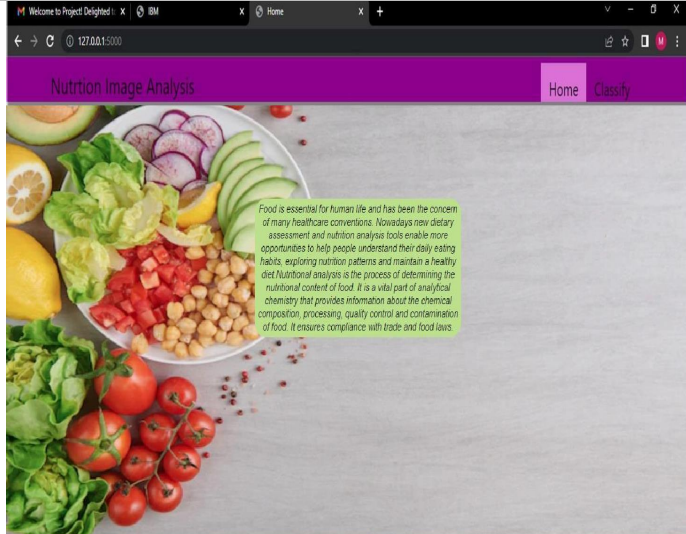 Welcome to Project! Delighted t
IBM
Home
127.0.0.1:5000
M
Nutrtion Image Analysis
Home
Classify
Food is essential for human life and has been the concern
of many healthcare conventions. Nowadays new dietary
assessment and nutrition analysis tools enable more
opportunities to help people understand their daily eating
habits, exploring nutrition patterns and maintain a healthy
diet.Nutritional analysis is the process of determining the
nutritional content of food. It is a vital part of analytical
chemistry that provides information about the chemical
composition, processing, quality control and contamination
of food. It ensures compliance with trade and food laws.